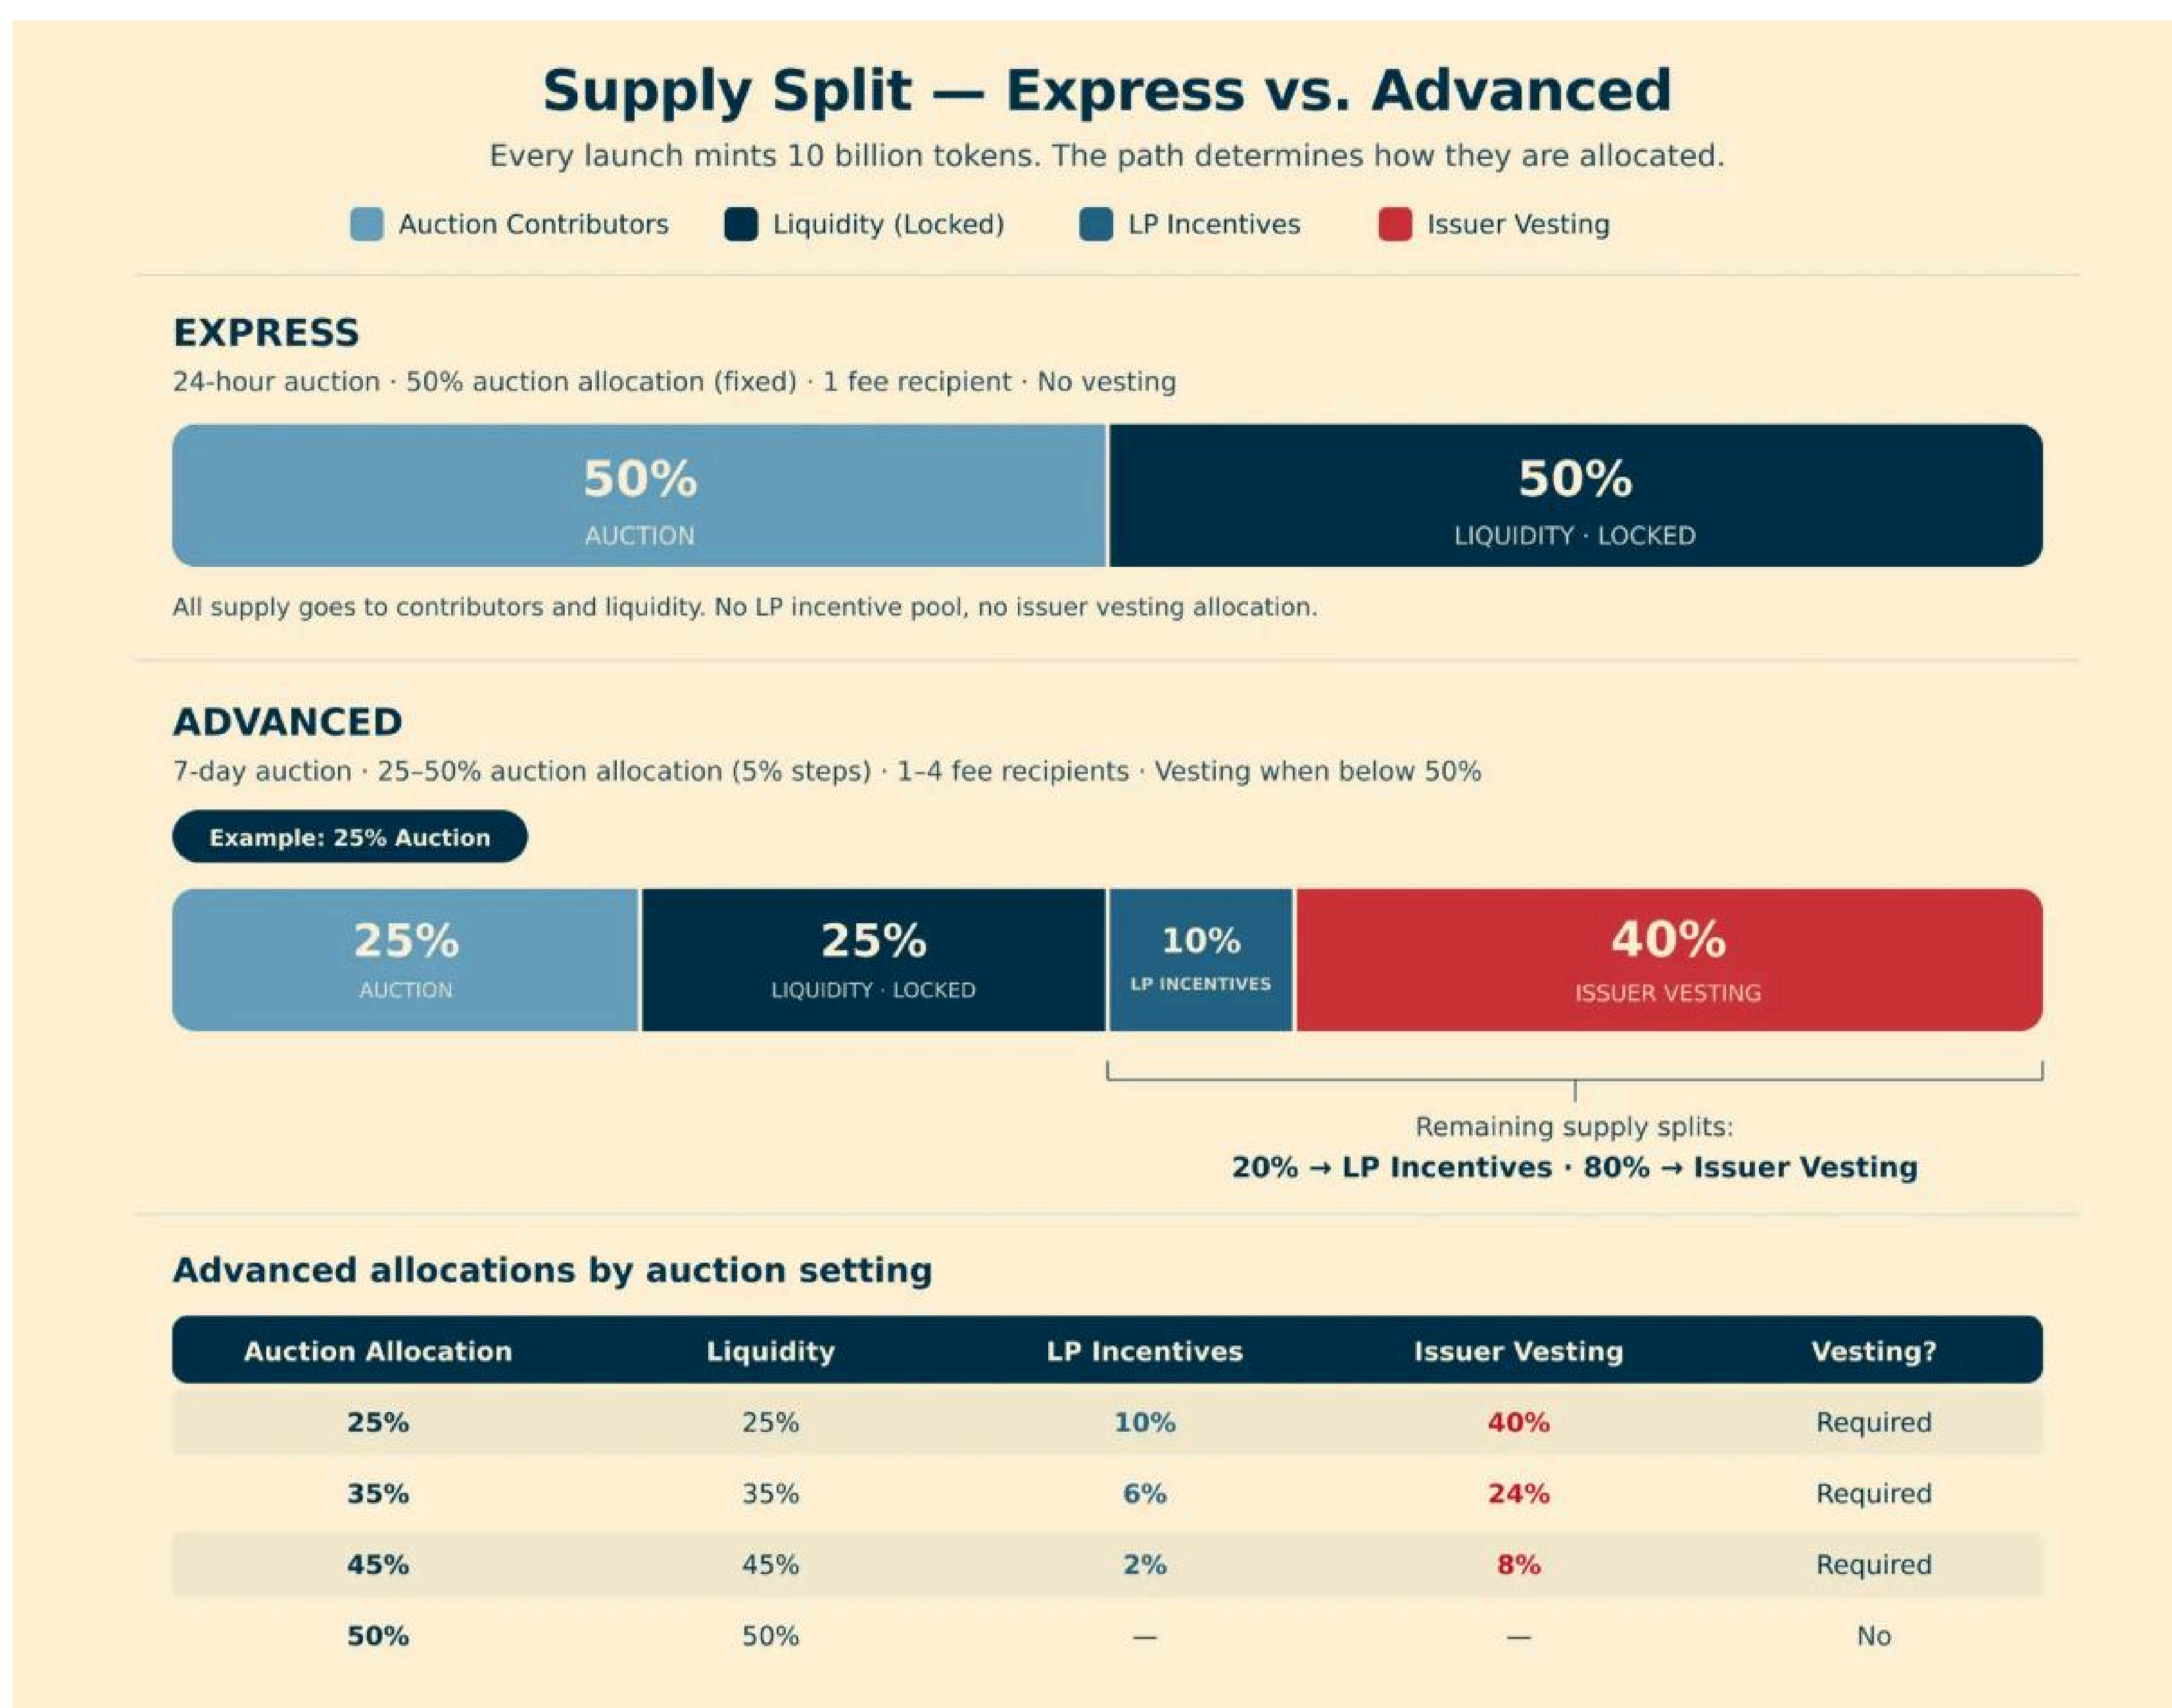 Supply Split — Express vs. Advanced
Every launch mints 10 billion tokens. The path determines how they are allocated.
Auction Contributors Liquidity (Locked) LP Incentives Issuer Vesting
EXPRESS
24-hour auction · 50% auction allocation (fixed) · 1 fee recipient · No vesting
50% 50%
AUCTION LIQUIDITY · LOCKED
All supply goes to contributors and liquidity. No LP incentive pool, no issuer vesting allocation.
ADVANCED
7-day auction · 25–50% auction allocation (5% steps) · 1–4 fee recipients · Vesting when below 50%
Example: 25% Auction
25% 25% 10% 40%
AUCTION LIQUIDITY · LOCKED LP INCENTIVES ISSUER VESTING
Remaining supply splits:
20% → LP Incentives · 80% → Issuer Vesting
Advanced allocations by auction setting
Auction Allocation Liquidity LP Incentives Issuer Vesting Vesting?
25% 25% 10% 40% Required
35% 35% 6% 24% Required
45% 45% 2% 8% Required
50% 50% — — No